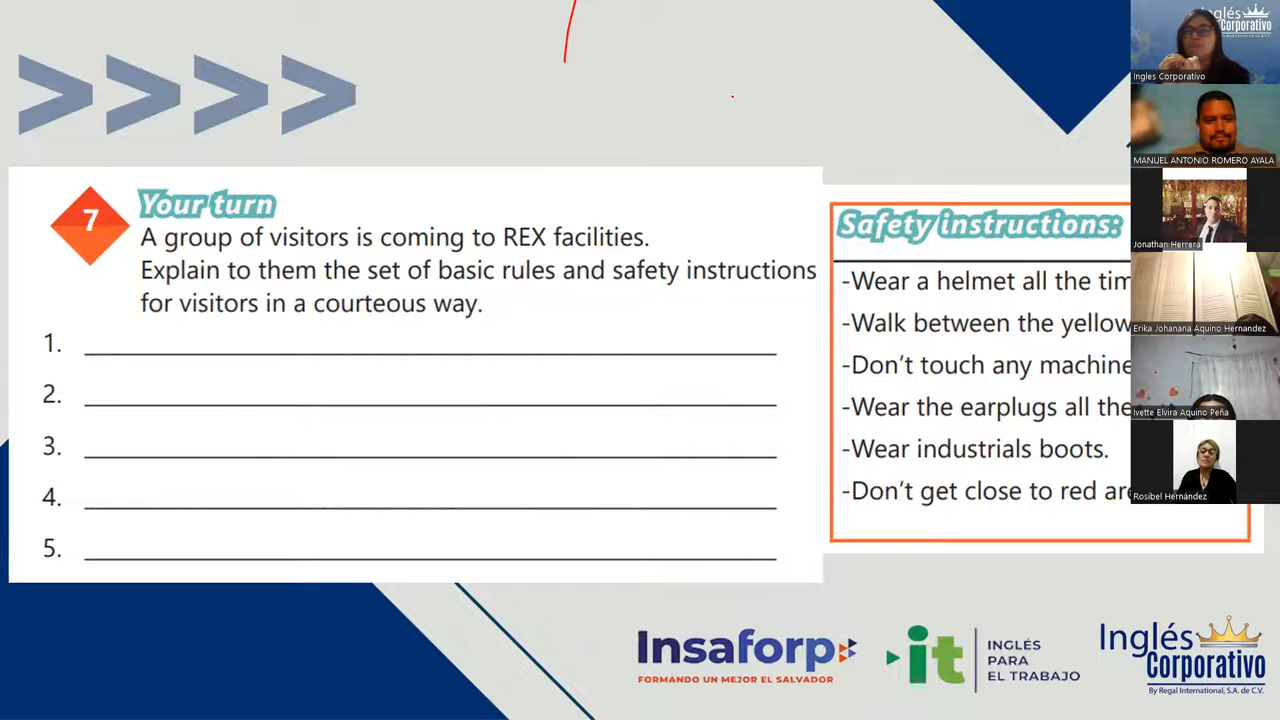 Your turn
7
A group of visitors is coming to REX facilities.
Explain to them the set of basic rules and safety instructions
for visitors in a courteous way.
1.
2.
3.
4.
5.
Safety instructions:
-Wear a helmet all the tim
-Walk between the yellow
-Don't touch any machine
-Wear the earplugs all the
-Wear industrials boots.
-Don't get close to red are
Insaforp
FORMANDO UN MEJOR EL SALVADOR
it
INGLÉS
PARA
EL TRABAJO
Inglés
Corporativo
By Regal International, S.A. de C.V.
Inglés
Corporativo
Ingles Corporativo
MANUEL ANTONIO ROMERO AYALA
Jonathan Herrera
Erika Johanana Aquino Hernandez
Ivette Elvira Aquino Peña
Rosibel Hernández